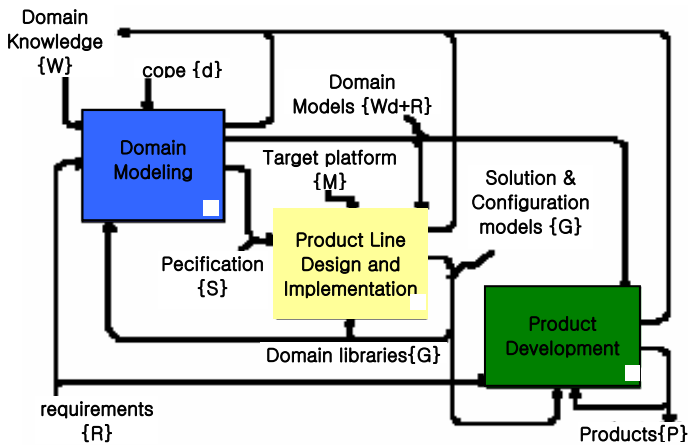 Domain
Knowledge
{W}
cope {d}
Domain
Models {Wd+R}
Domain
Modeling
Target platform
{M}
Solution &
Configuration
models {G}
Pecification
{S}
Product Line
Design and
Implementation
Product
Development
Domain libraries{G}
requirements
{R}
Products{P}